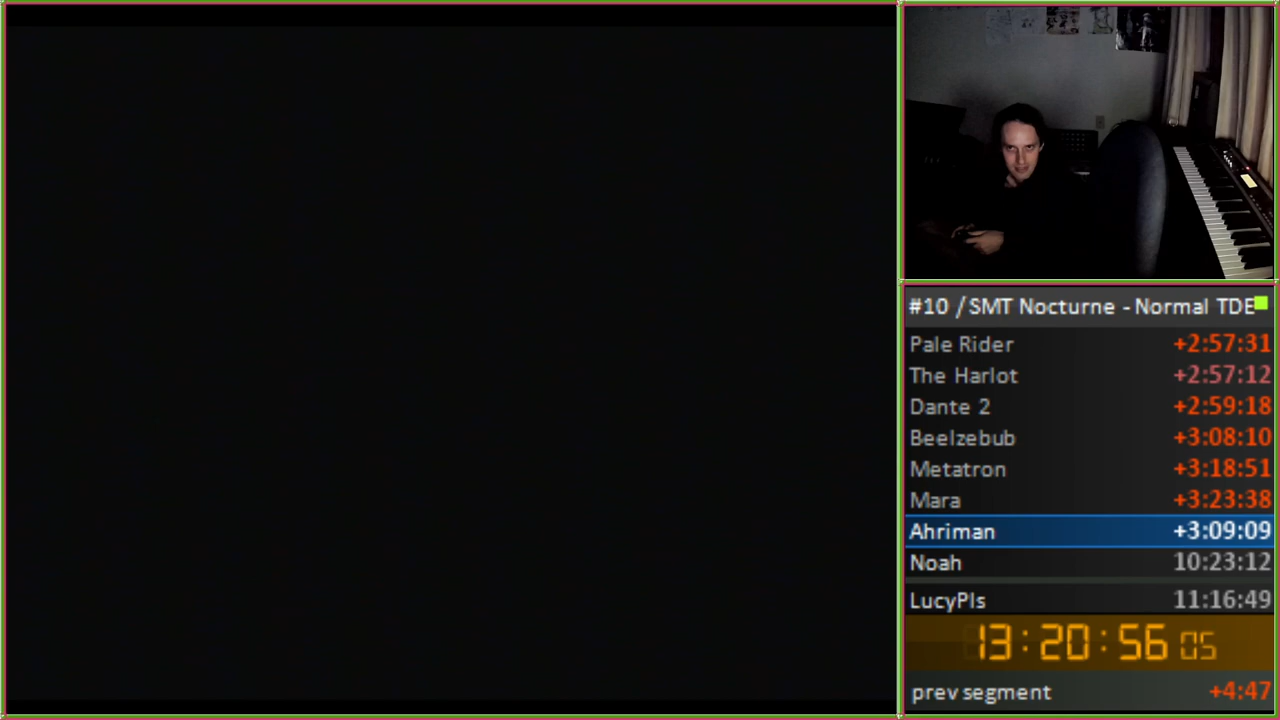 #10 / SMT Nocturne - Normal TDE
Pale Rider +2:57:31
The Harlot +2:57:12
Dante 2 +2:59:18
Beelzebub +3:08:10
Metatron +3:18:51
Mara +3:23:38
Ahriman +3:09:09
Noah 10:23:12
LucyPls 11:16:49
13:20:56 05
prev segment +4:47